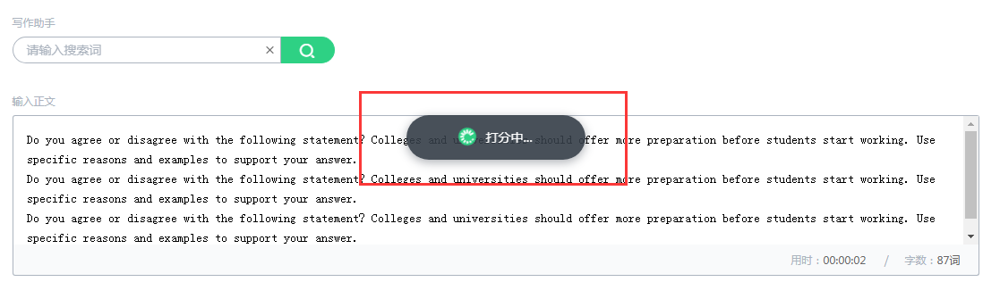 写作助手
请输入搜索词
输入正文
打分中...
Do you agree or disagree with the following statement? Colleges and universities should offer more preparation before students start working. Use
specific reasons and examples to support your answer.
Do you agree or disagree with the following statement? Colleges and universities should offer more preparation before students start working. Use
specific reasons and examples to support your answer.
Do you agree or disagree with the following statement? Colleges and universities should offer more preparation before students start working. Use
specific reasons and examples to support your answer.
用时：00:00:02 / 字数：87词